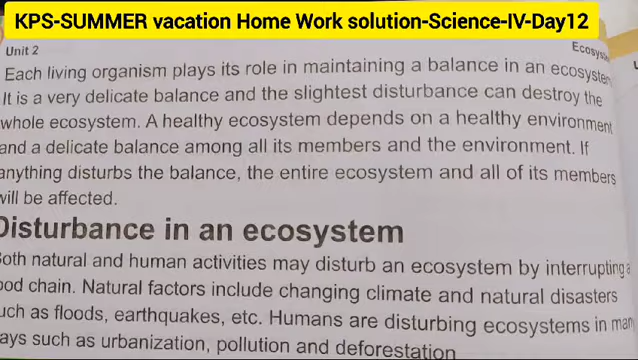 KPS-SUMMER vacation Home Work solution-Science-IV-Day12
Unit 2 Ecosyste
Each living organism plays its role in maintaining a balance in an ecosystem
It is a very delicate balance and the slightest disturbance can destroy the
whole ecosystem. A healthy ecosystem depends on a healthy environment
and a delicate balance among all its members and the environment. If
anything disturbs the balance, the entire ecosystem and all of its members
will be affected.
Disturbance in an ecosystem
Both natural and human activities may disturb an ecosystem by interrupting a
ood chain. Natural factors include changing climate and natural disasters
uch as floods, earthquakes, etc. Humans are disturbing ecosystems in man
ays such as urbanization, pollution and deforestation